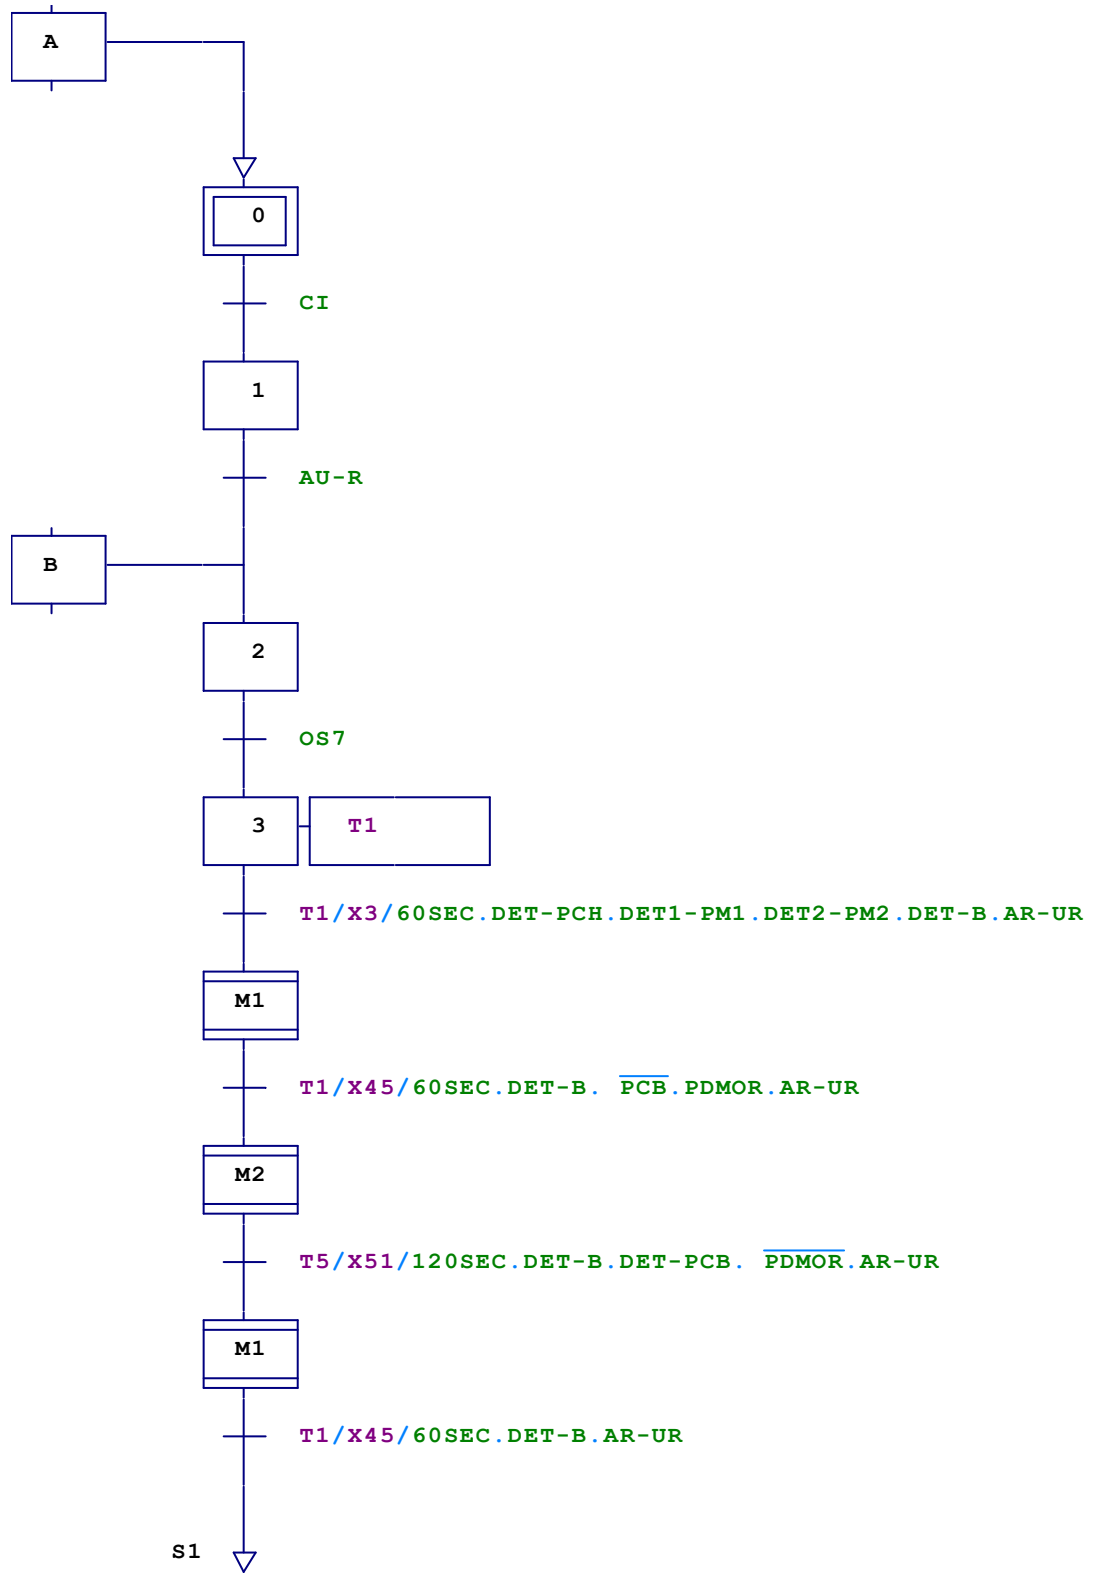 A
0
CI
1
AU-R
B
2
OS7
3 T1
T1/X3/60SEC.DET-PCH.DET1-PM1.DET2-PM2.DET-B.AR-UR
M1
T1/X45/60SEC.DET-B. P̅C̅B̅.PDMOR.AR-UR
M2
T5/X51/120SEC.DET-B.DET-PCB. P̅D̅M̅O̅R̅.AR-UR
M1
T1/X45/60SEC.DET-B.AR-UR
S1